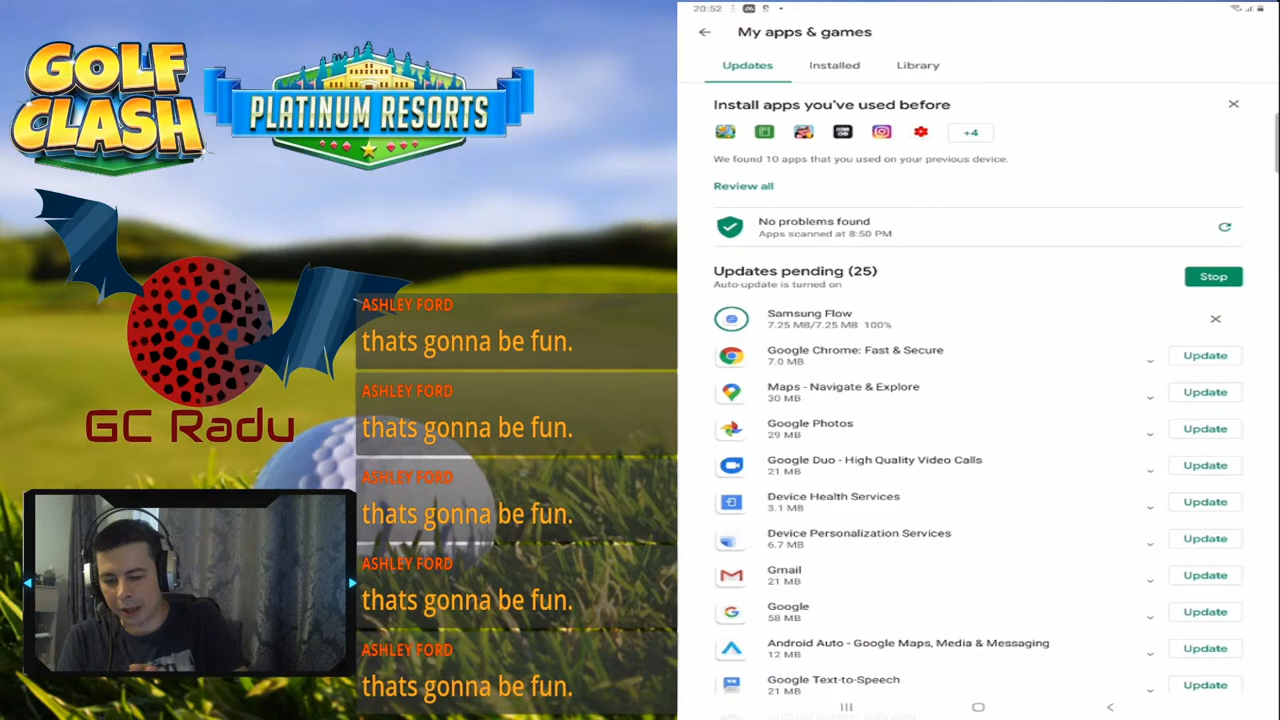 GOLF
CLASH
PLATINUM RESORTS
GC Radu
ASHLEY FORD
thats gonna be fun.
ASHLEY FORD
thats gonna be fun.
ASHLEY FORD
thats gonna be fun.
ASHLEY FORD
thats gonna be fun.
ASHLEY FORD
thats gonna be fun.
20:52
My apps & games
Updates Installed Library
Install apps you've used before
+4
We found 10 apps that you used on your previous device.
Review all
No problems found
Apps scanned at 8:50 PM
Updates pending (25)
Stop
Auto-update is turned on
Samsung Flow
7.25 MB/7.25 MB 100%
Google Chrome: Fast & Secure
7.0 MB
Update
Maps - Navigate & Explore
30 MB
Update
Google Photos
29 MB
Update
Google Duo - High Quality Video Calls
21 MB
Update
Device Health Services
3.1 MB
Update
Device Personalization Services
6.7 MB
Update
Gmail
21 MB
Update
Google
58 MB
Update
Android Auto - Google Maps, Media & Messaging
12 MB
Update
Google Text-to-Speech
21 MB
Update